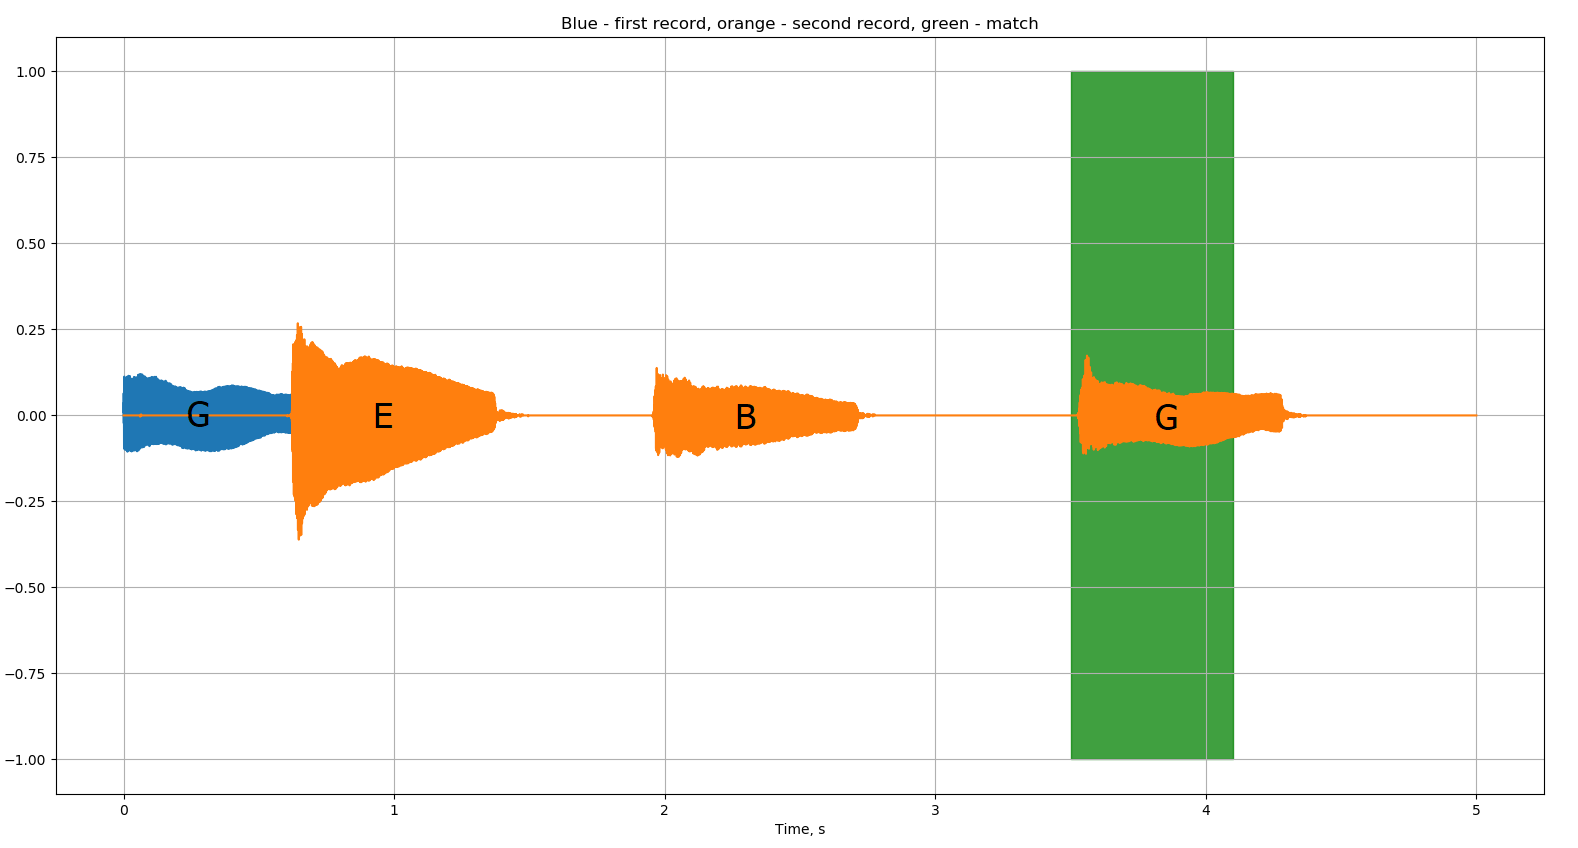 Blue - first record, orange - second record, green - match
1.00
0.75
0.50
0.25
0.00
−0.25
−0.50
−0.75
−1.00
G
E
B
G
0 1 2 3 4 5
Time, s